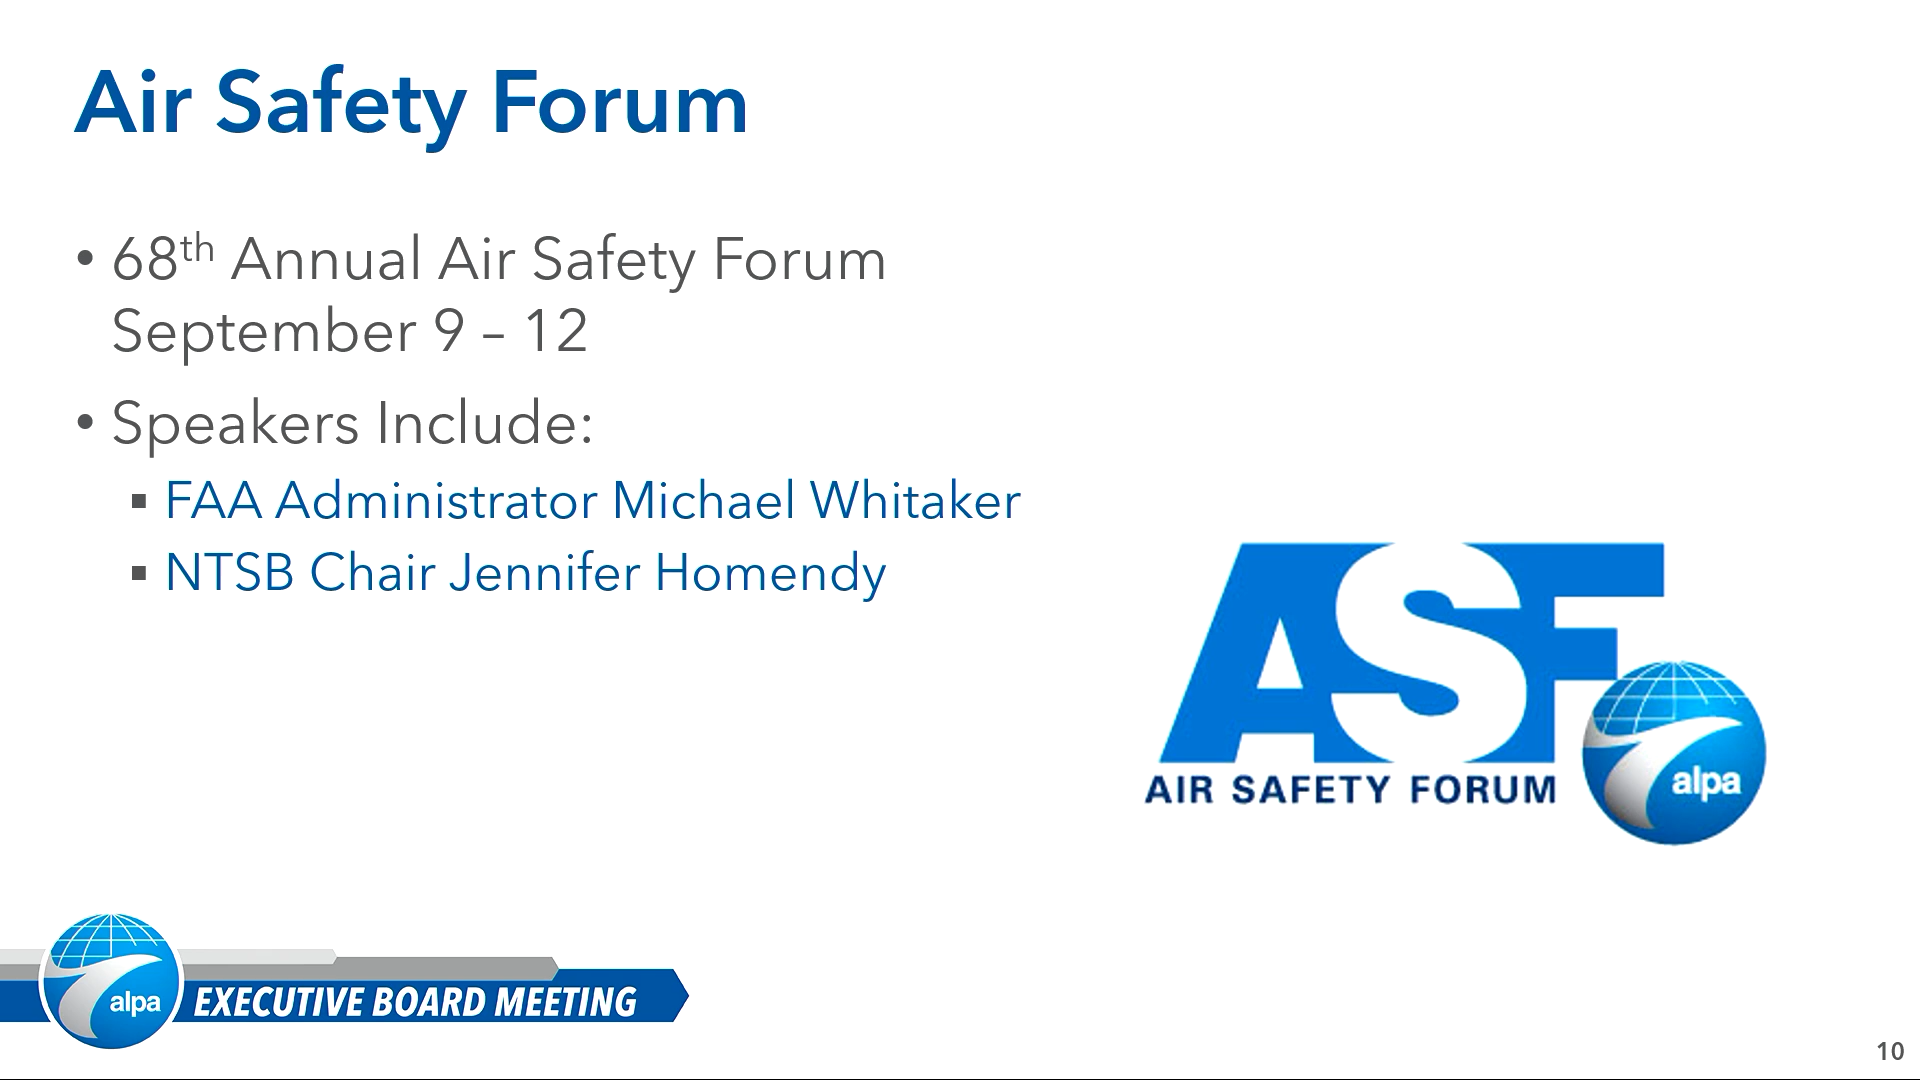 Air Safety Forum
• 68th Annual Air Safety Forum
September 9 – 12
• Speakers Include:
▪ FAA Administrator Michael Whitaker
▪ NTSB Chair Jennifer Homendy
ASF
AIR SAFETY FORUM
alpa
alpa
EXECUTIVE BOARD MEETING
10